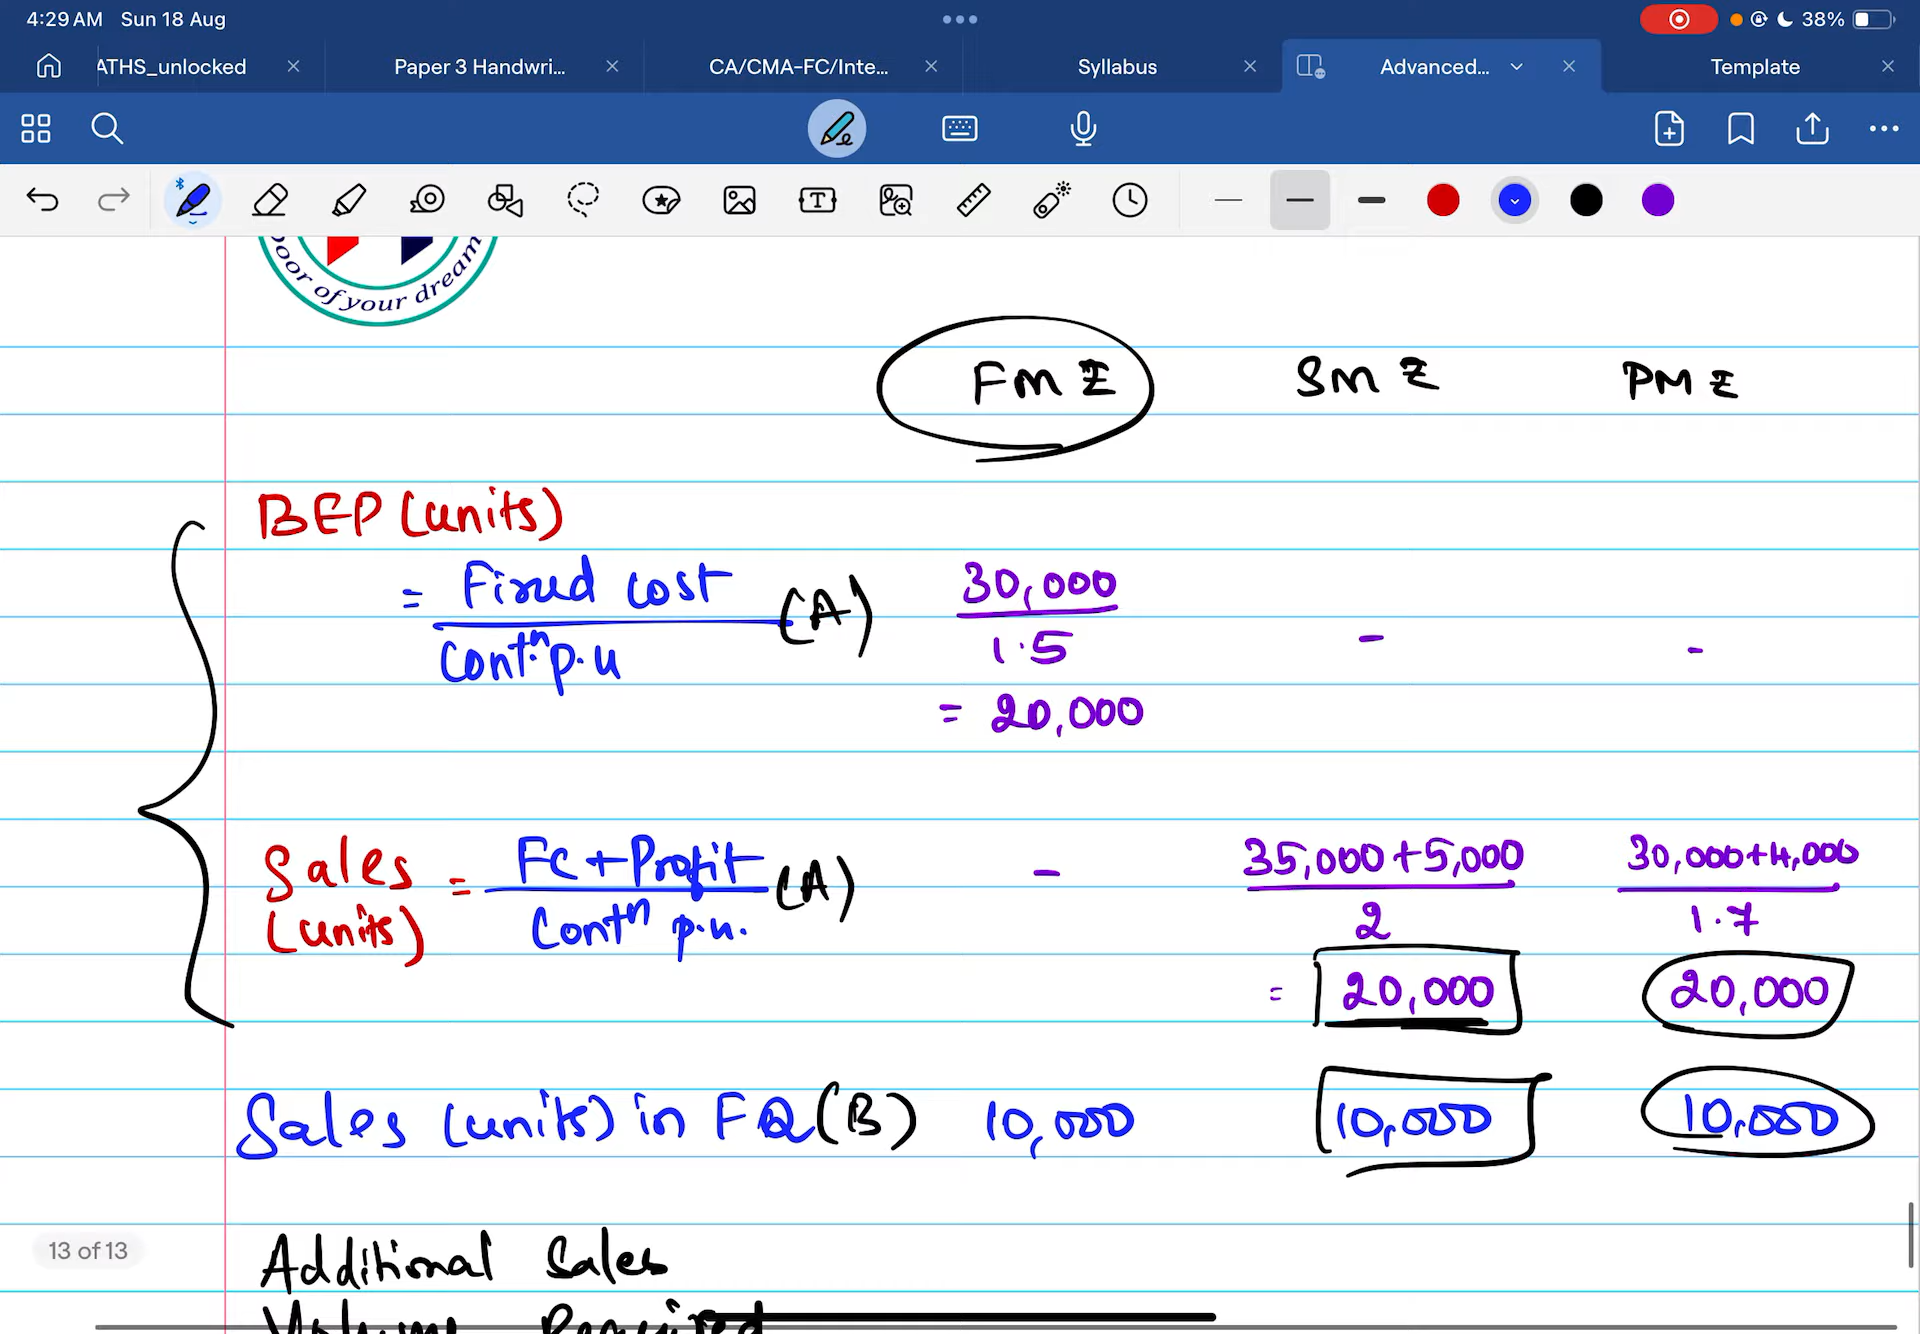 4:29 AM Sun 18 Aug
38%
ATHS_unlocked
Paper 3 Handwri...
CA/CMA-FC/Inte...
Syllabus
Advanced...
Template
oor of your dream
FM ₹ SM ₹ PM ₹
BEP (units)
= Fixed cost (A) 30,000
Contn. p.u 1.5 - -
= 20,000
Sales = FC + Profit (A) - 35,000+5,000 30,000+4,000
(units) Contn p.u. 2 1.7
= 20,000 20,000
Sales (units) in FQ (B) 10,000 10,000 10,000
13 of 13
Additional Sales
Volume Required